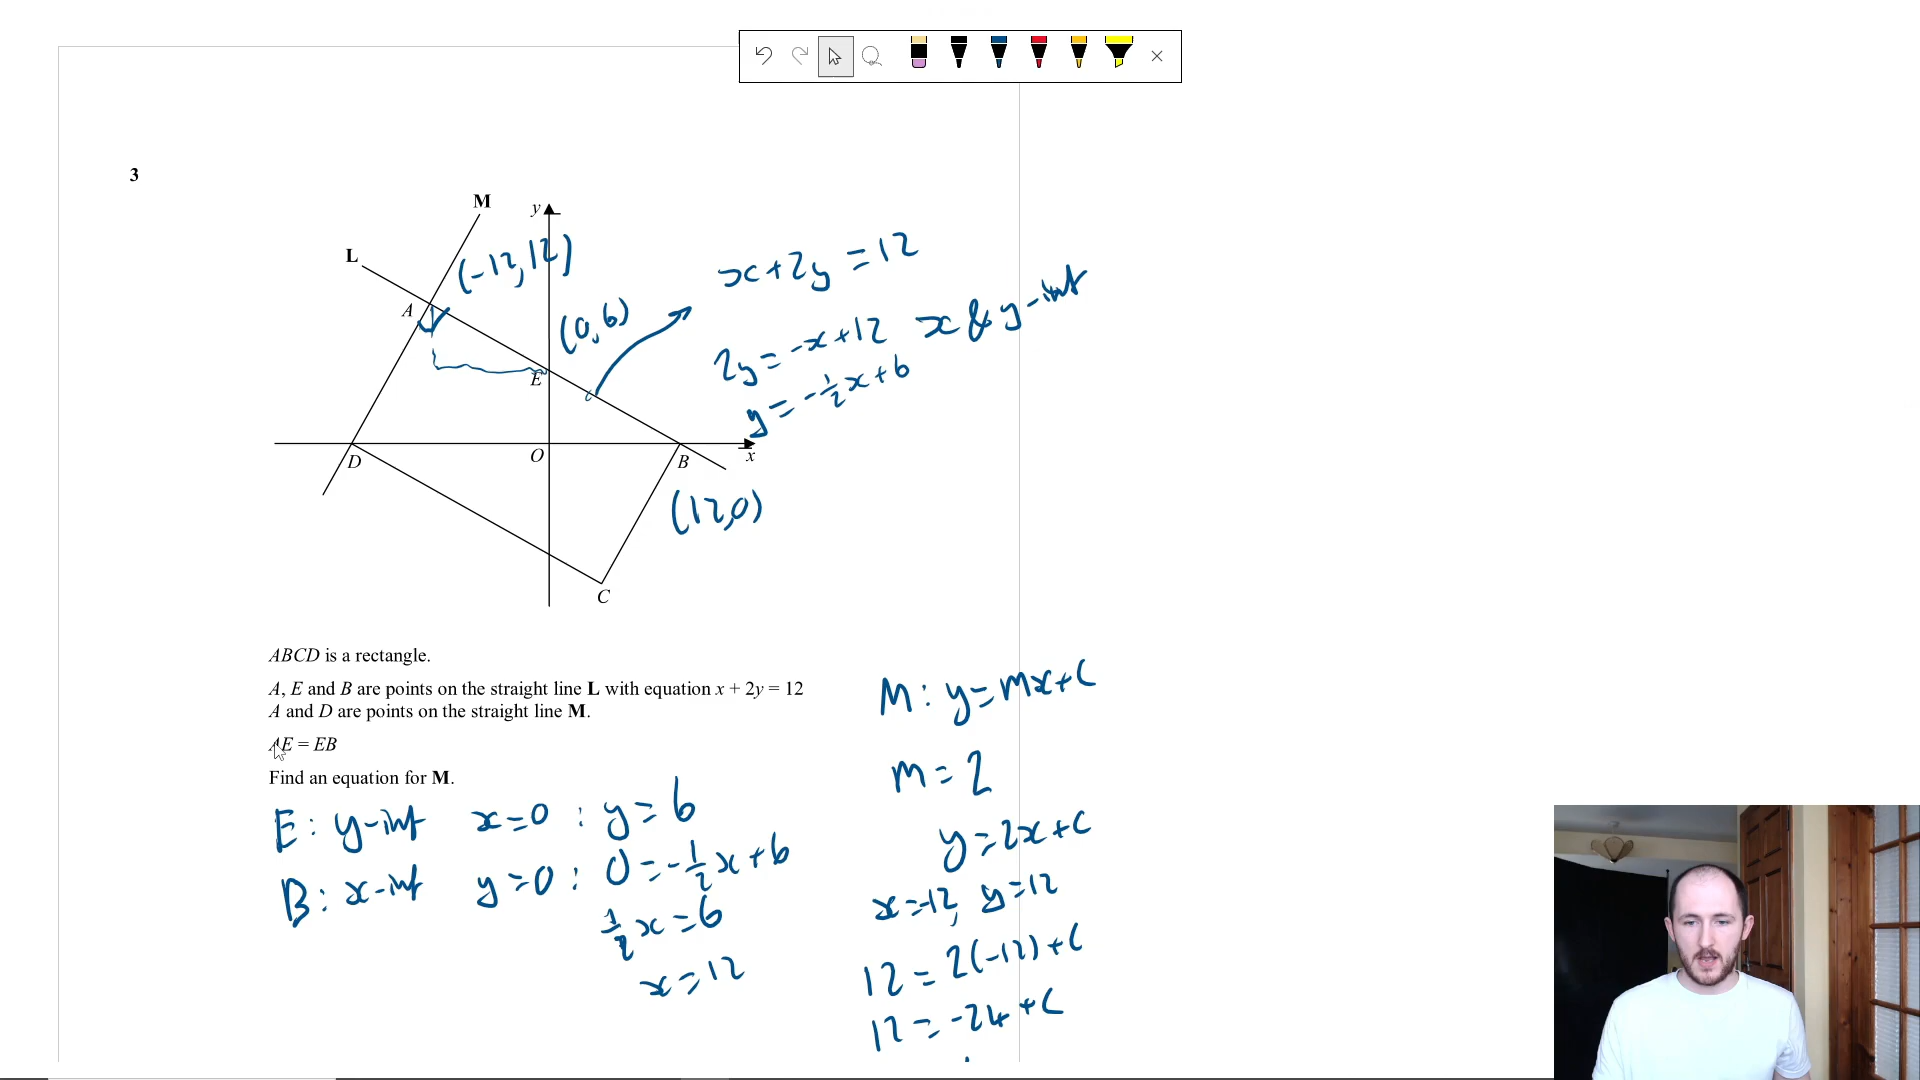 3
M
y
L
(-12,12)
x+2y=12
A
(0,6)
x & y-int
2y=-x+12
E
y=-1/2x+6
D
O
B
x
(12,0)
C
ABCD is a rectangle.
A, E and B are points on the straight line L with equation x + 2y = 12
A and D are points on the straight line M.
AE = EB
Find an equation for M.
E: y-int x=0 : y=6
B: x-int y=0 : 0=-1/2x+6
1/2x=6
x=12
M: y=mx+c
m=2
y=2x+c
x=-12, y=12
12=2(-12)+c
12=-24+c